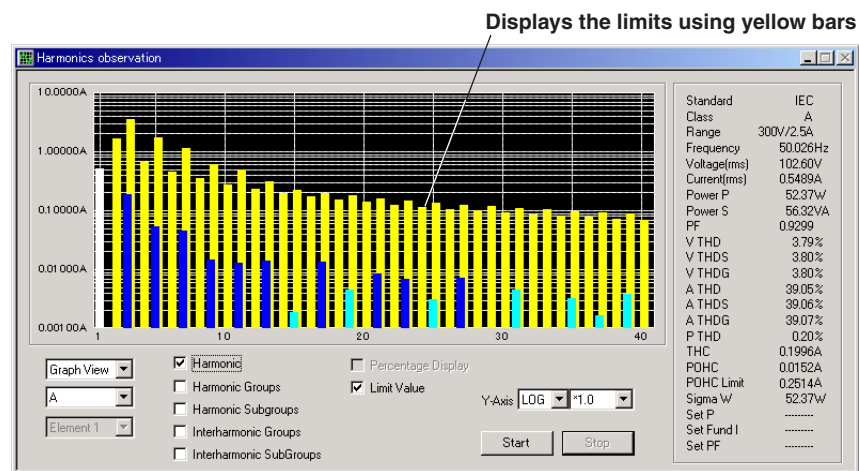 Displays the limits using yellow bars
Harmonics observation
10.0000A
1.00000A
0.10000A
0.01000A
0.00100A
1 10 20 30 40
Standard IEC
Class A
Range 300V/2.5A
Frequency 50.026Hz
Voltage(rms) 102.60V
Current(rms) 0.5489A
Power P 52.37W
Power S 56.32VA
PF 0.9299
V THD 3.79%
V THDS 3.80%
V THDG 3.80%
A THD 39.05%
A THDS 39.06%
A THDG 39.07%
P THD 0.20%
THC 0.1996A
POHC 0.0152A
POHC Limit 0.2514A
Sigma W 52.37W
Set P ---------
Set Fund I ---------
Set PF ---------
Graph View
A
Element 1
Harmonic
Harmonic Groups
Harmonic Subgroups
Interharmonic Groups
Interharmonic SubGroups
Percentage Display
Limit Value
Y-Axis LOG *1.0
Start Stop